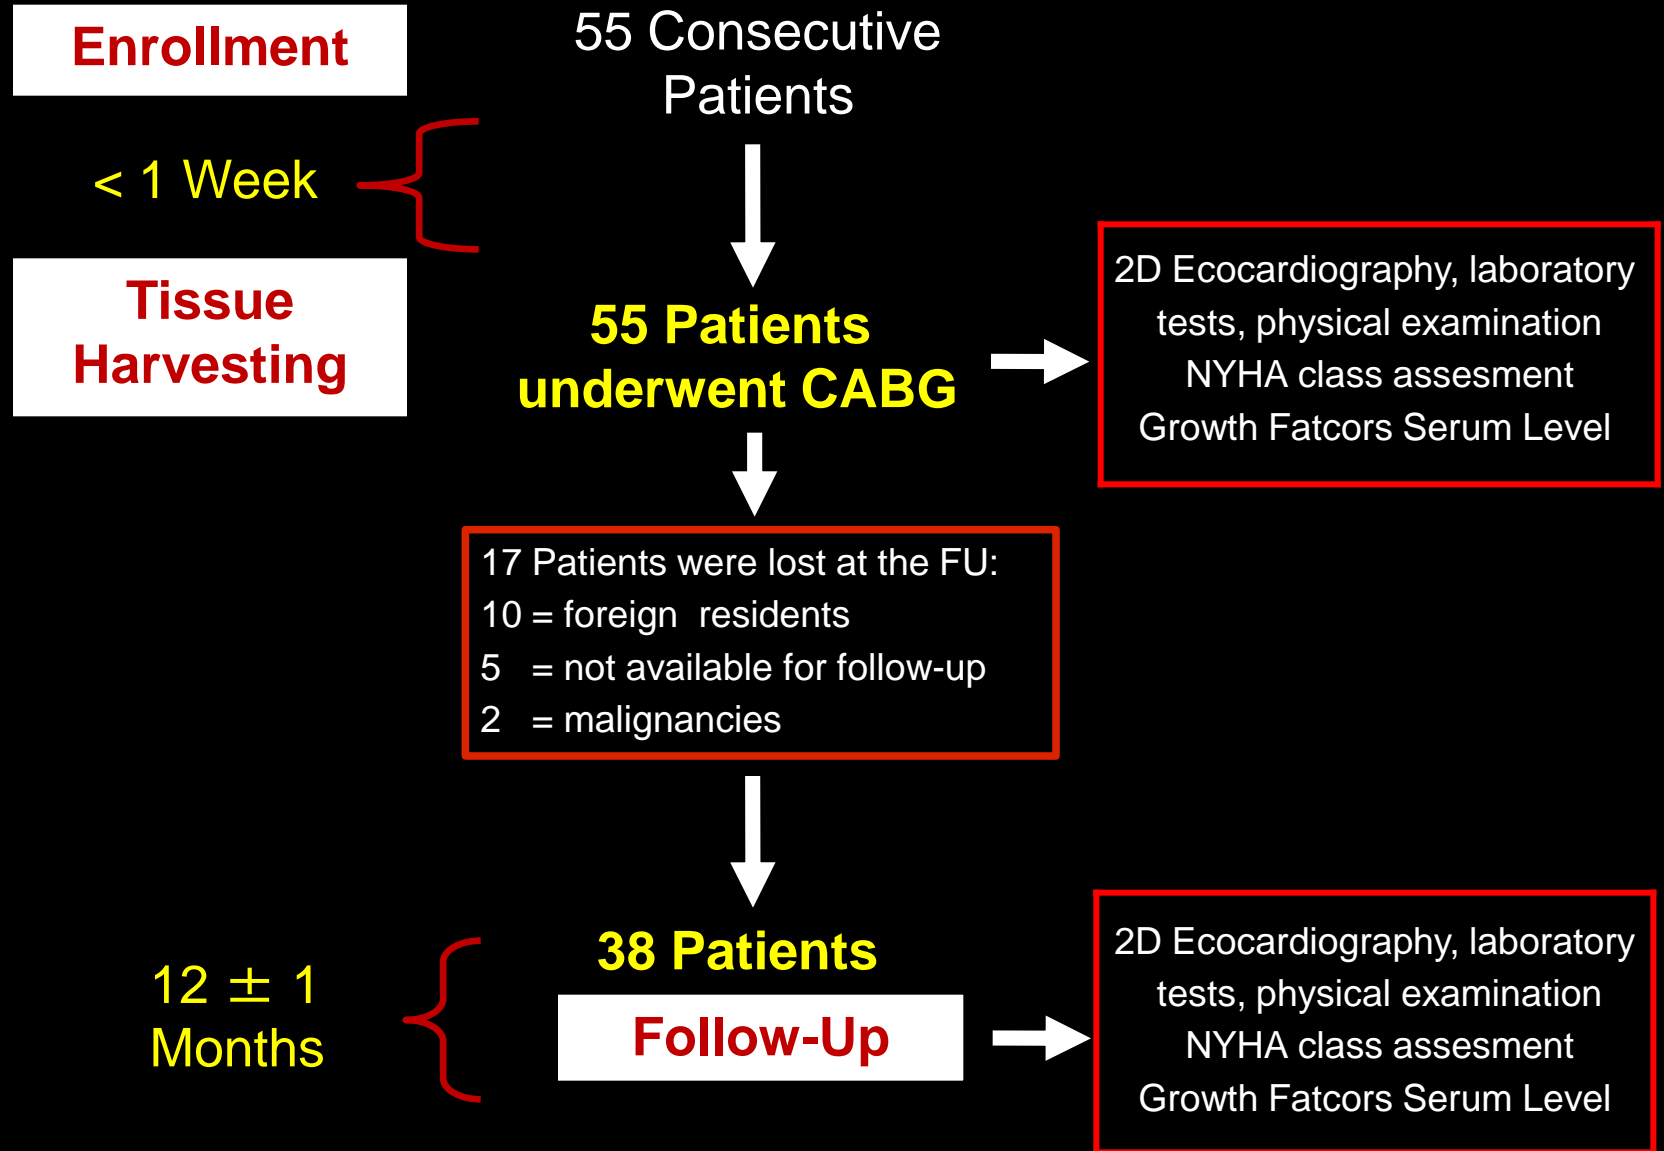 Enrollment
55 Consecutive
Patients
< 1 Week
Tissue
Harvesting
55 Patients
underwent CABG
2D Ecocardiography, laboratory
tests, physical examination
NYHA class assesment
Growth Fatcors Serum Level
17 Patients were lost at the FU:
10 = foreign residents
5 = not available for follow-up
2 = malignancies
12 ± 1
Months
38 Patients
Follow-Up
2D Ecocardiography, laboratory
tests, physical examination
NYHA class assesment
Growth Fatcors Serum Level